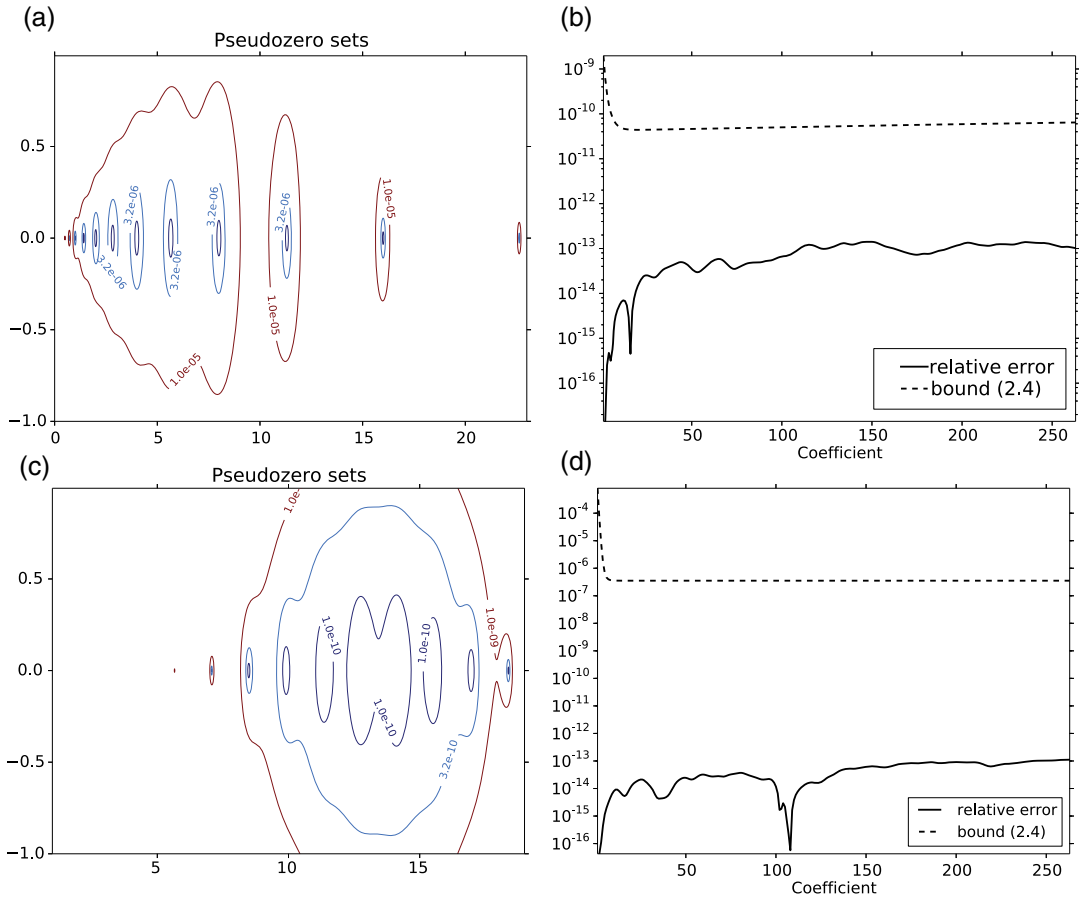 (a)
Pseudozero sets
0.5
0.0
−0.5
−1.0
0
5
10
15
20
3.2e-06
3.2e-06
3.2e-06
3.2e-06
3.2e-06
1.0e-05
1.0e-05
1.0e-05
(b)
10^-9
10^-10
10^-11
10^-12
10^-13
10^-14
10^-15
10^-16
50
100
150
200
250
Coefficient
relative error
bound (2.4)
(c)
Pseudozero sets
0.5
0.0
−0.5
−1.0
5
10
15
1.0e-
1.0e-10
1.0e-10
1.0e-10
1.0e-09
3.2e-10
(d)
10^-4
10^-5
10^-6
10^-7
10^-8
10^-9
10^-10
10^-11
10^-12
10^-13
10^-14
10^-15
10^-16
50
100
150
200
250
Coefficient
relative error
bound (2.4)